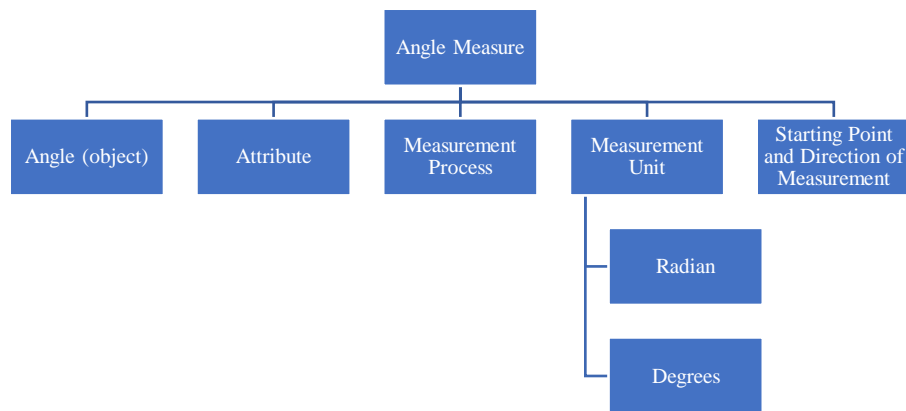 Angle Measure
Angle (object)
Attribute
Measurement
Process
Measurement
Unit
Starting Point
and Direction of
Measurement
Radian
Degrees